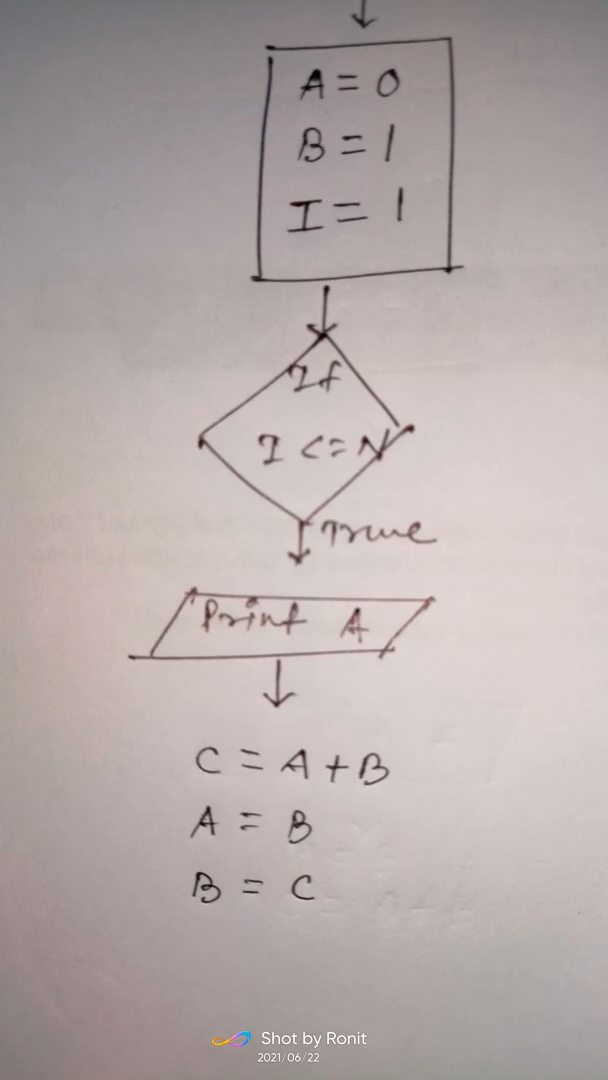 A = 0
B = 1
I = 1
If
I <= N
True
Print A
C = A + B
A = B
B = C
Shot by Ronit
2021/06/22